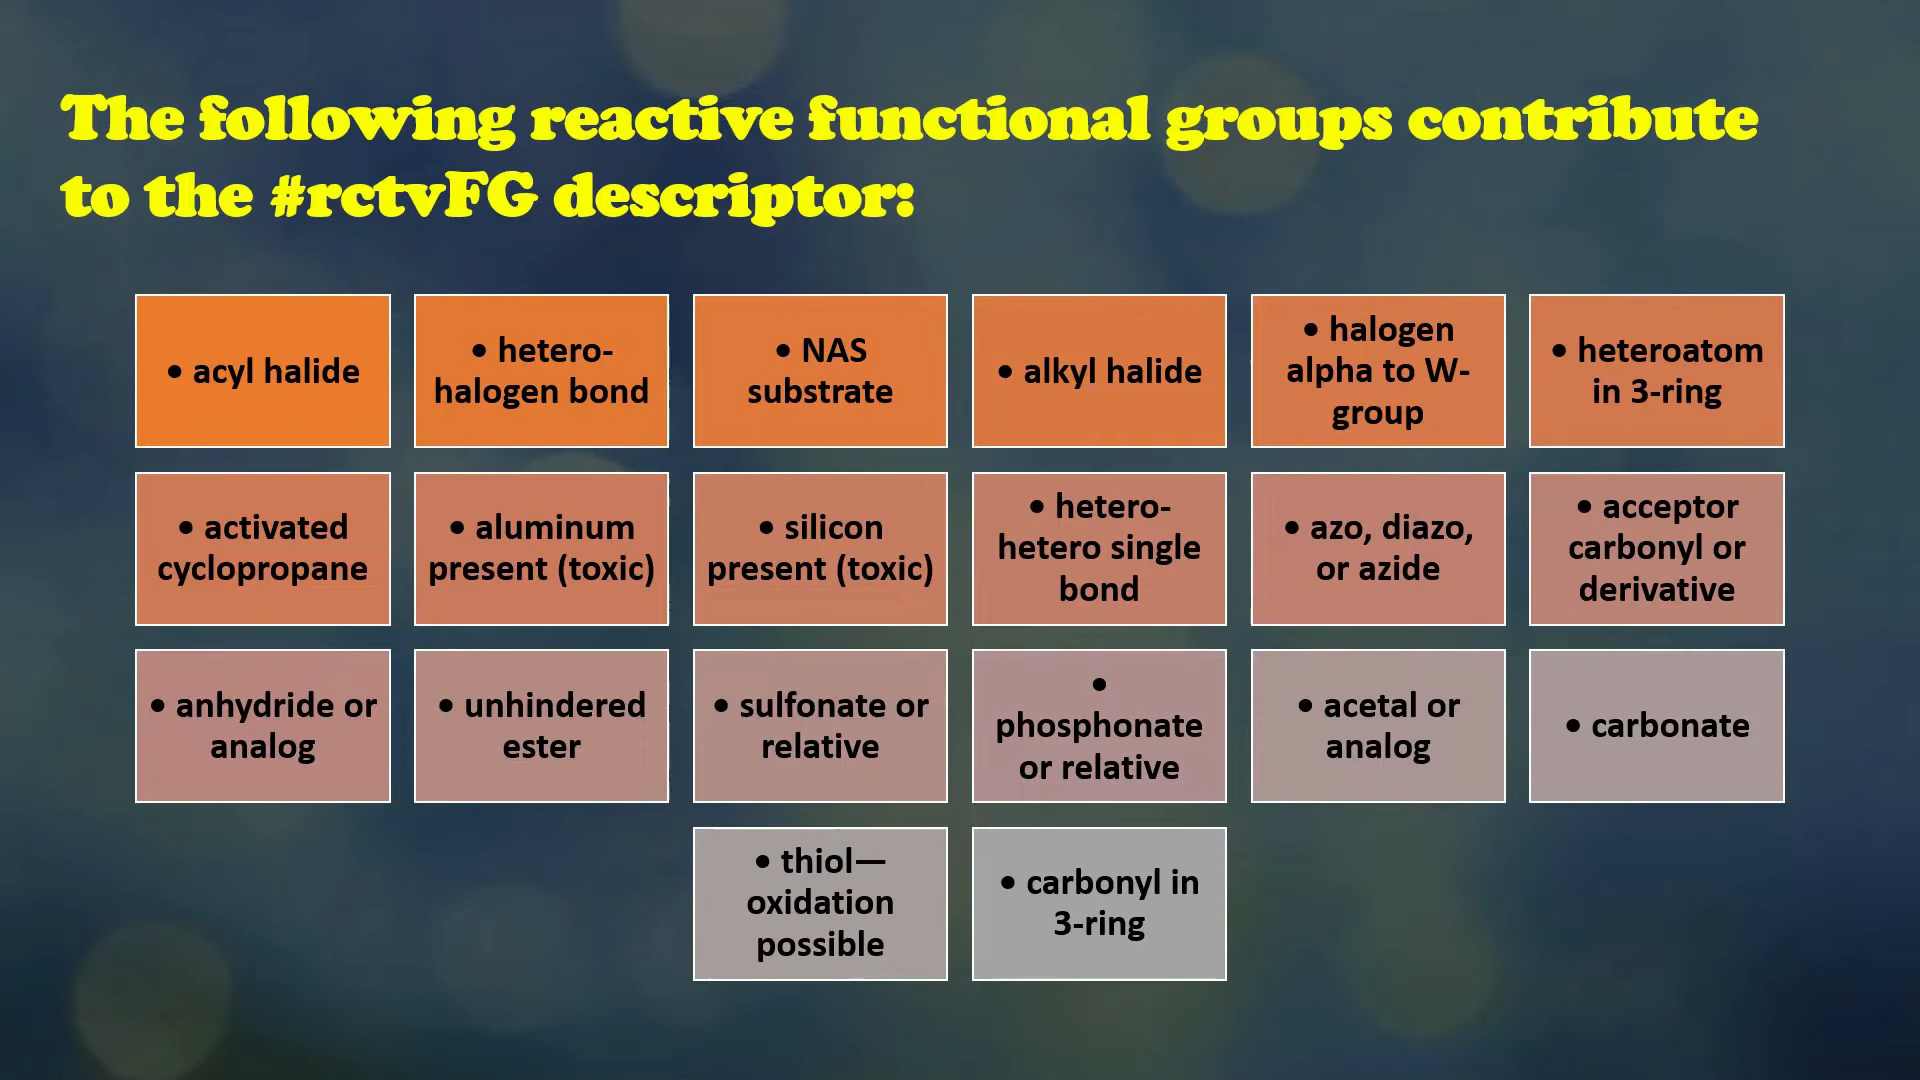 The following reactive functional groups contribute
to the #rctvFG descriptor:
• acyl halide
• hetero-
halogen bond
• NAS
substrate
• alkyl halide
• halogen
alpha to W-
group
• heteroatom
in 3-ring
• activated
cyclopropane
• aluminum
present (toxic)
• silicon
present (toxic)
• hetero-
hetero single
bond
• azo, diazo,
or azide
• acceptor
carbonyl or
derivative
• anhydride or
analog
• unhindered
ester
• sulfonate or
relative
•
phosphonate
or relative
• acetal or
analog
• carbonate
• thiol—
oxidation
possible
• carbonyl in
3-ring